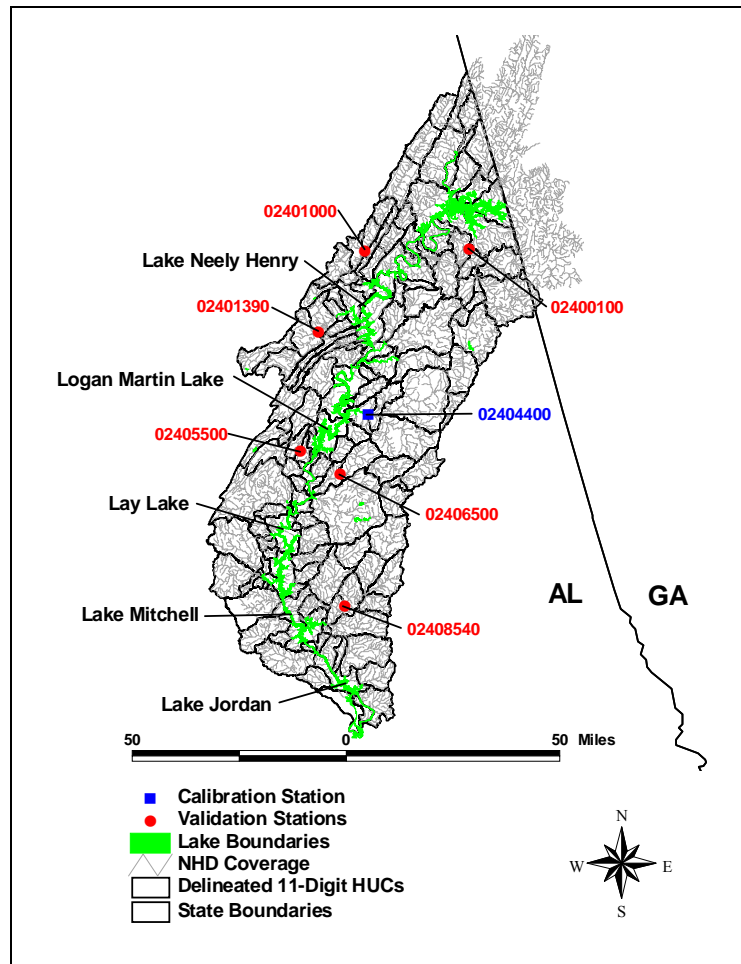 02401000
Lake Neely Henry
02400100
02401390
Logan Martin Lake
02404400
02405500
02406500
Lay Lake
AL GA
Lake Mitchell
02408540
Lake Jordan
50 0 50 Miles
Calibration Station
Validation Stations
Lake Boundaries
NHD Coverage
Delineated 11-Digit HUCs
State Boundaries
N
W E
S